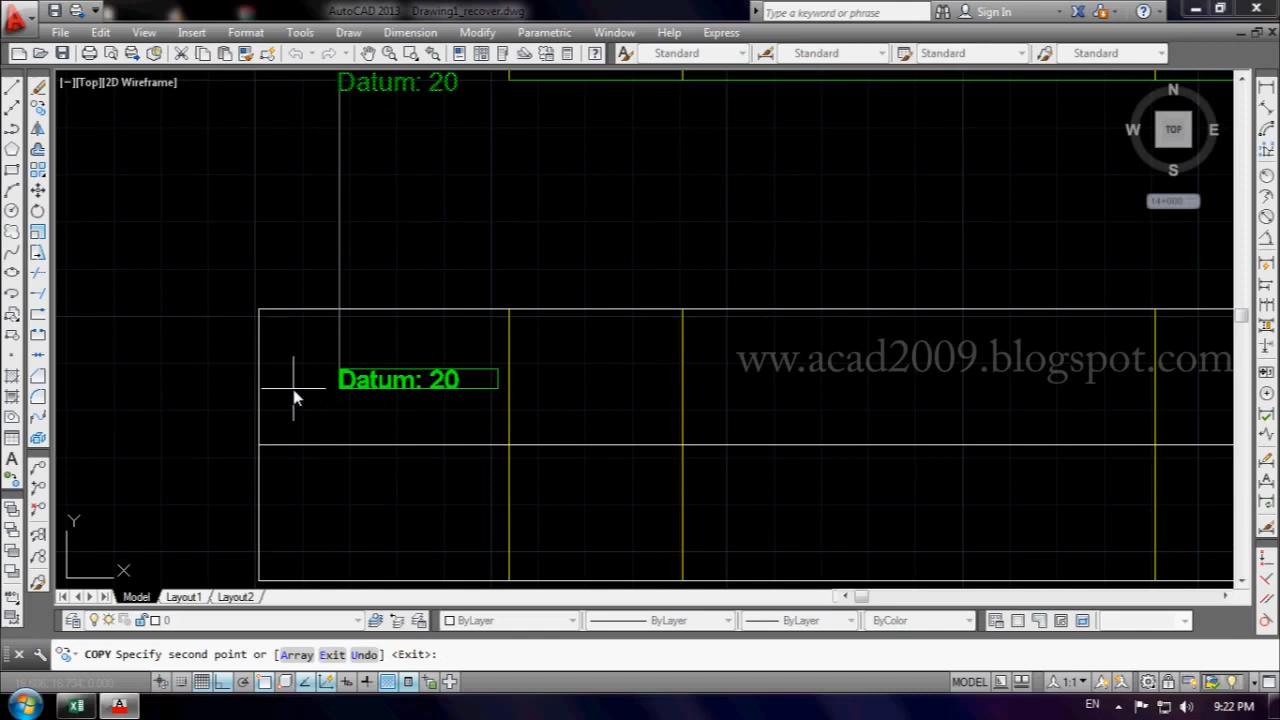 AutoCAD 2013 Drawing1_recover.dwg
Type a keyword or phrase
Sign In
File Edit View Insert Format Tools Draw Dimension Modify Parametric Window Help Express
Standard Standard Standard Standard
[−][Top][2D Wireframe]
Datum: 20
N
W TOP E
S
14+000
www.acad2009.blogspot.com
Datum: 20
Y
X
Model Layout1 Layout2
0 ByLayer ByLayer ByLayer ByColor
COPY Specify second point or [Array Exit Undo] <Exit>:
MODEL 1:1
EN 9:22 PM